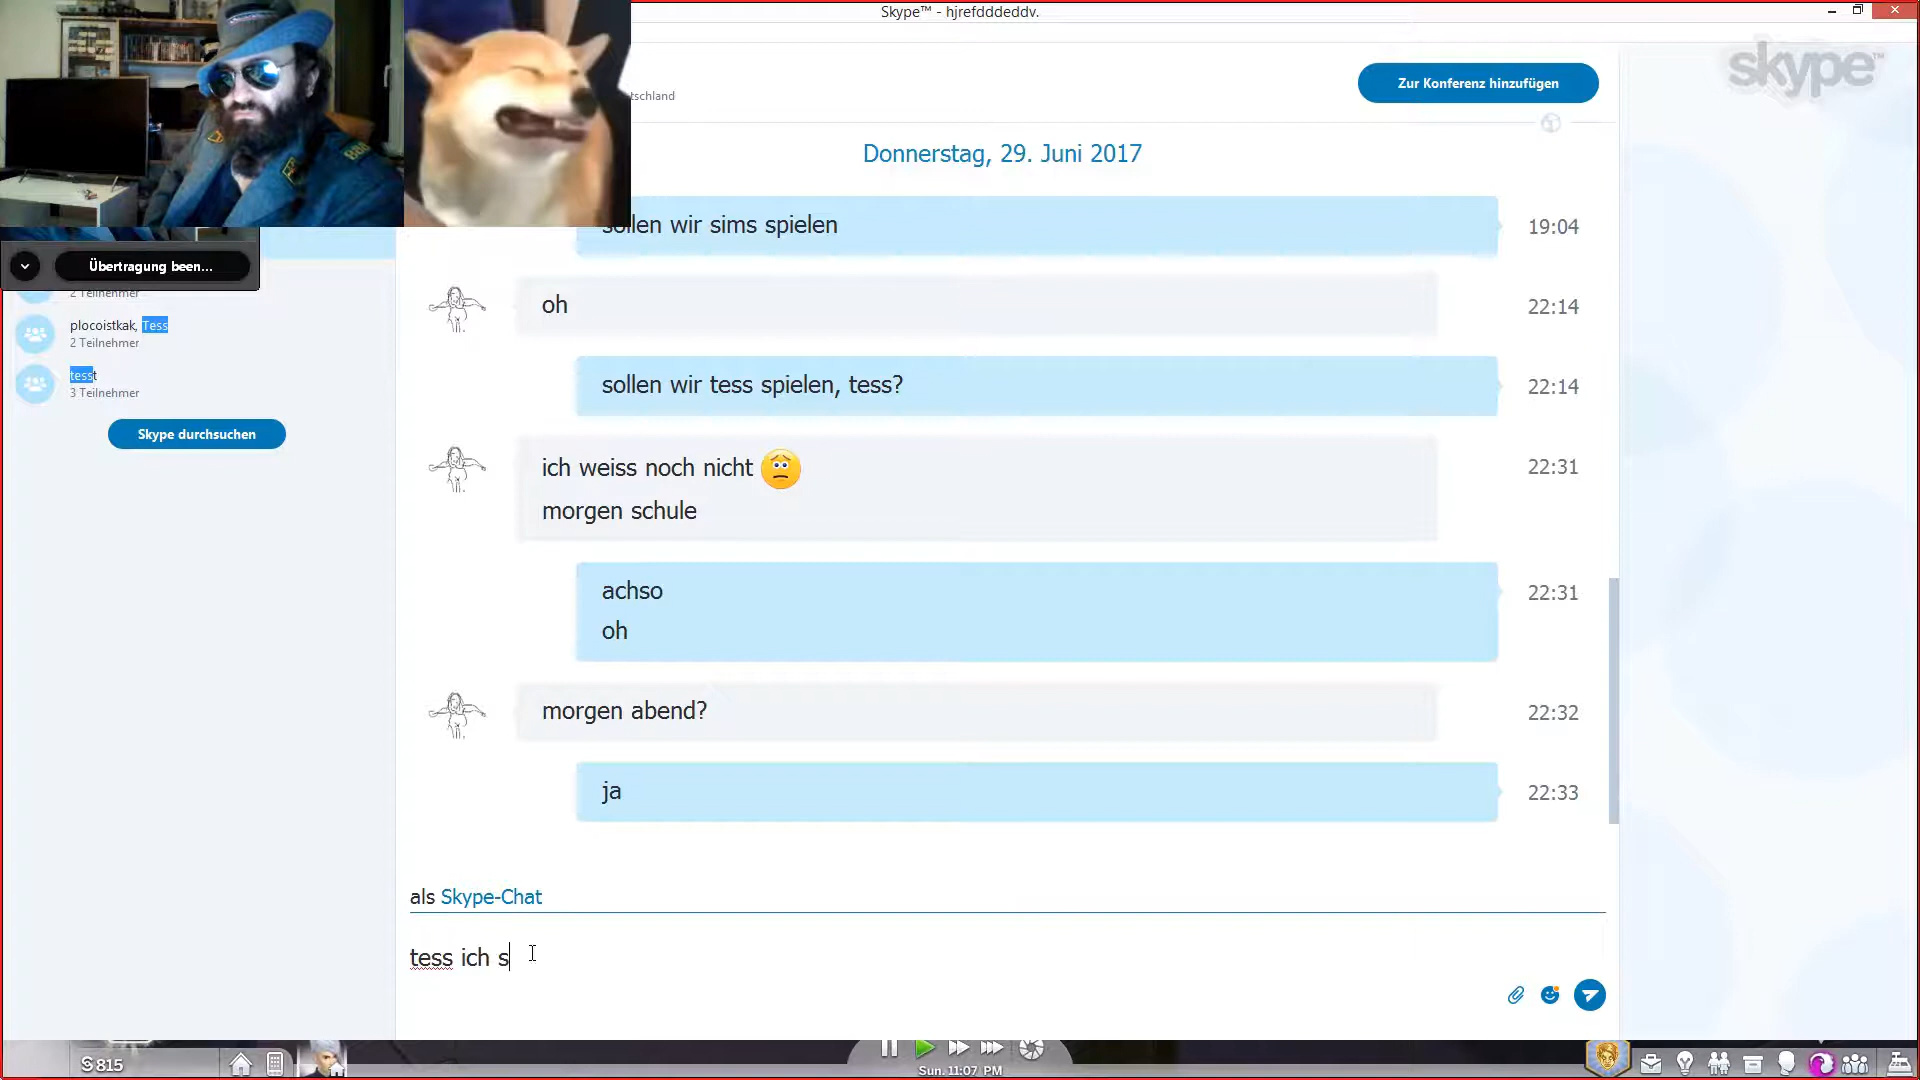 Skype™ - hjrefdddeddv.
skype™
tschland
Zur Konferenz hinzufügen
Donnerstag, 29. Juni 2017
sollen wir sims spielen
19:04
Übertragung been...
2 Teilnehmer
plocoistkak, Tess
2 Teilnehmer
tesst
3 Teilnehmer
Skype durchsuchen
oh
22:14
sollen wir tess spielen, tess?
22:14
ich weiss noch nicht
22:31
morgen schule
achso
22:31
oh
morgen abend?
22:32
ja
22:33
als Skype-Chat
tess ich s
§815
Sun. 11:07 PM